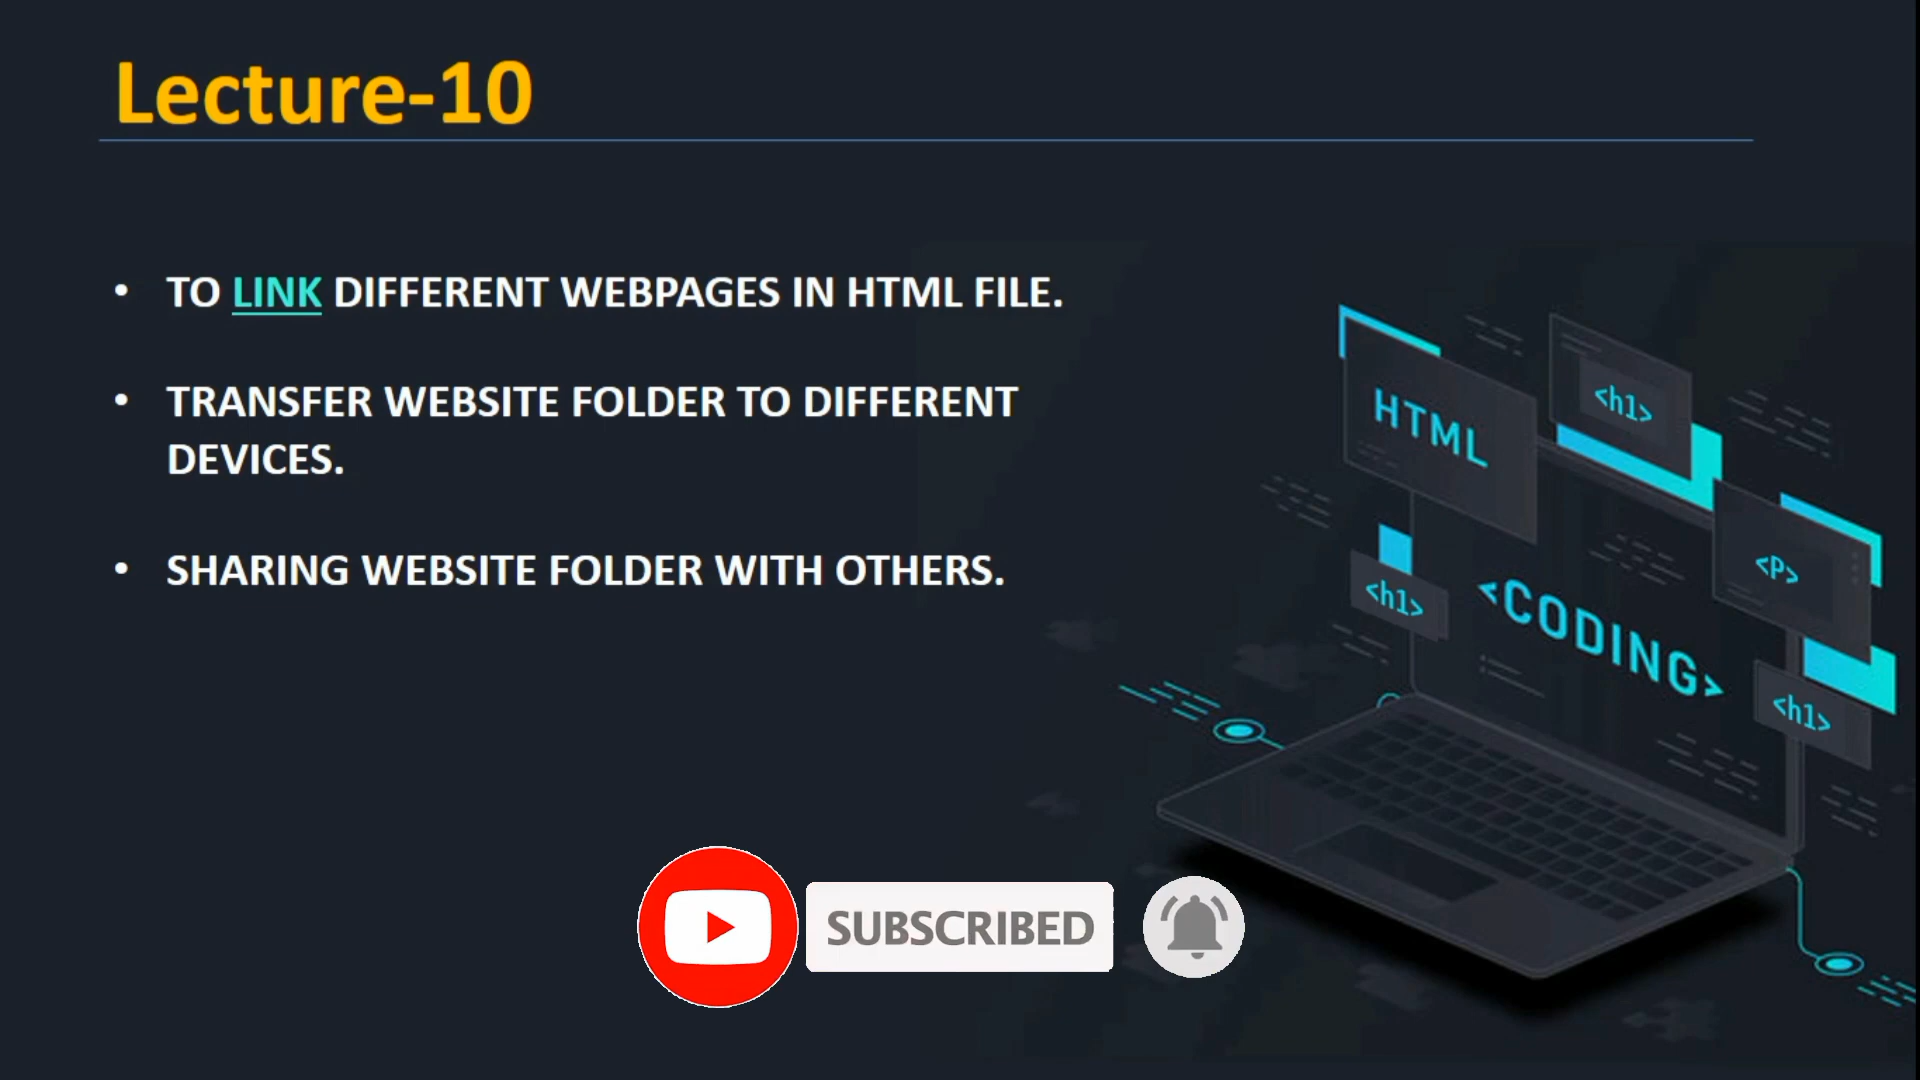 Lecture-10
• TO LINK DIFFERENT WEBPAGES IN HTML FILE.
• TRANSFER WEBSITE FOLDER TO DIFFERENT
DEVICES.
• SHARING WEBSITE FOLDER WITH OTHERS.
HTML
<h1>
<P>
<h1>
<CODING>
<h1>
SUBSCRIBED